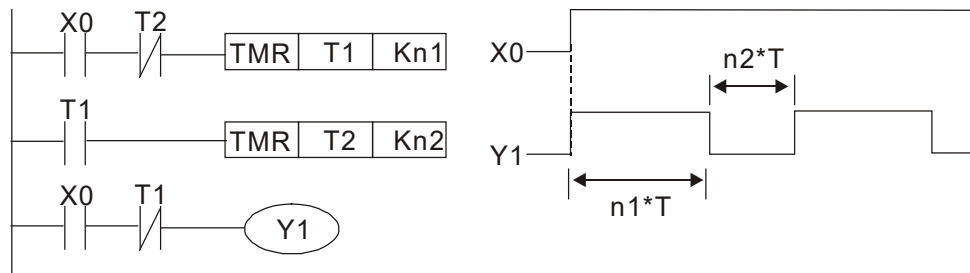 X0 T2
TMR T1 Kn1
T1
TMR T2 Kn2
X0 T1
Y1
X0
n2*T
Y1
n1*T